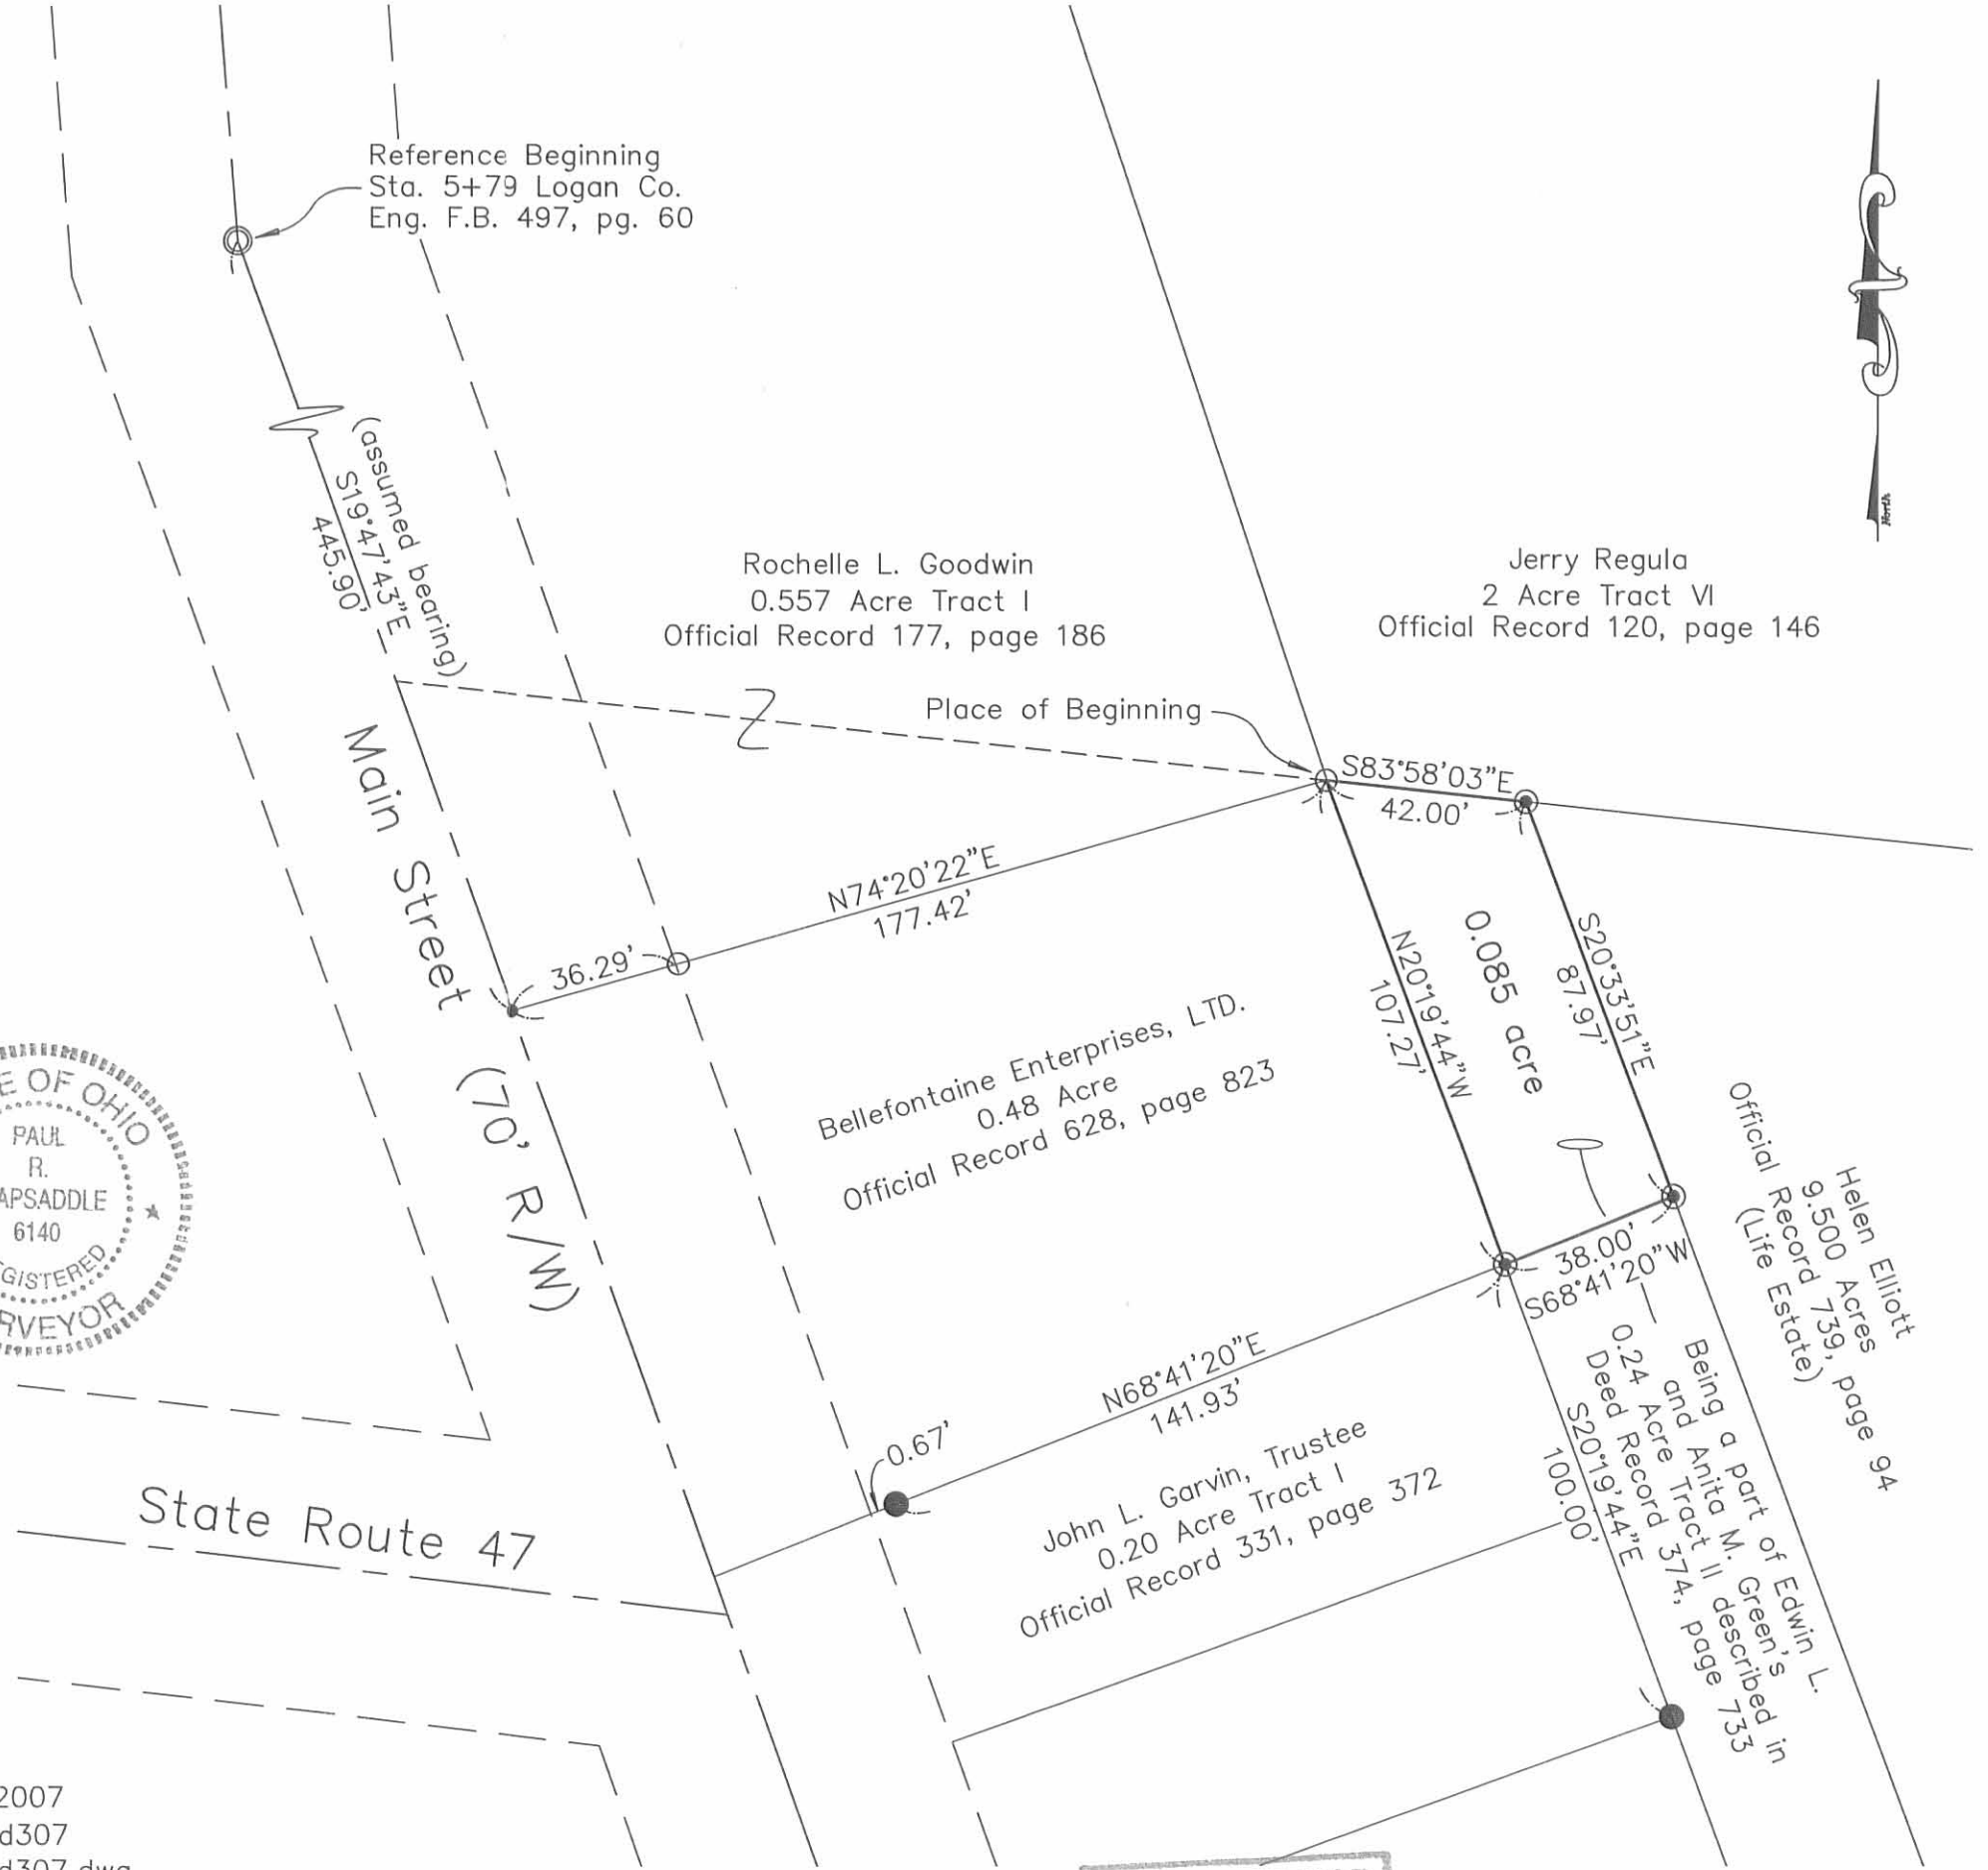 Reference Beginning
Sta. 5+79 Logan Co.
Eng. F.B. 497, pg. 60
North
(assumed bearing)
S19°47'43"E
445.90'
Rochelle L. Goodwin
0.557 Acre Tract I
Official Record 177, page 186
Jerry Regula
2 Acre Tract VI
Official Record 120, page 146
Place of Beginning
S83°58'03"E
42.00'
Main Street (70' R/W)
N74°20'22"E
177.42'
36.29'
N20°19'44"W
107.27'
0.085 acre
S20°33'51"E
87.97'
Bellefontaine Enterprises, LTD.
0.48 Acre
Official Record 628, page 823
Helen Elliott
9.500 Acres
Official Record 739, page 94
(Life Estate)
38.00'
S68°41'20"W
E OF OHIO
PAUL
R.
APSADDLE
6140
GISTERED
RVEYOR
N68°41'20"E
141.93'
0.67'
Being a part of Edwin L.
and Anita M. Green's
0.24 Acre Tract II described in
Deed Record 374, page 733
S20°19'44"E
100.00'
John L. Garvin, Trustee
0.20 Acre Tract I
Official Record 331, page 372
State Route 47
2007
d307
d307.dwg